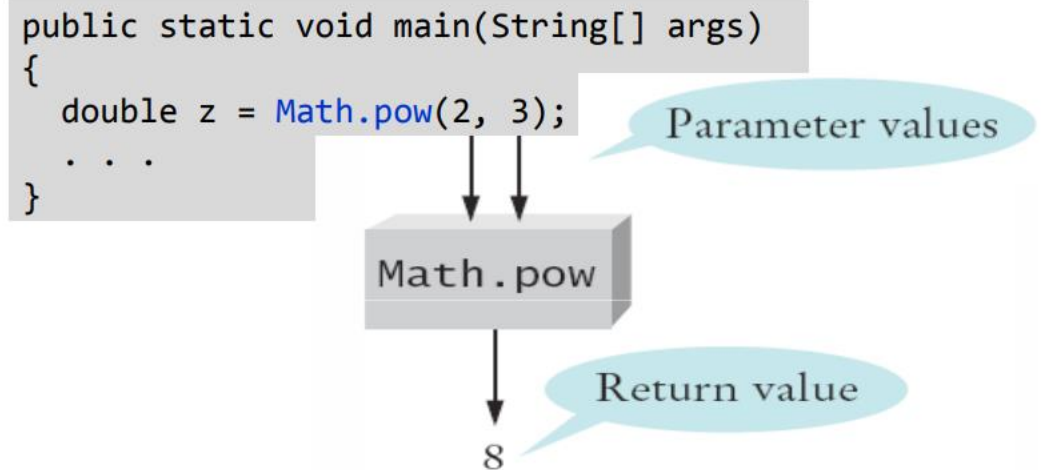 public static void main(String[] args)
{
double z = Math.pow(2, 3);
. . .
}
Parameter values
Math.pow
Return value
8